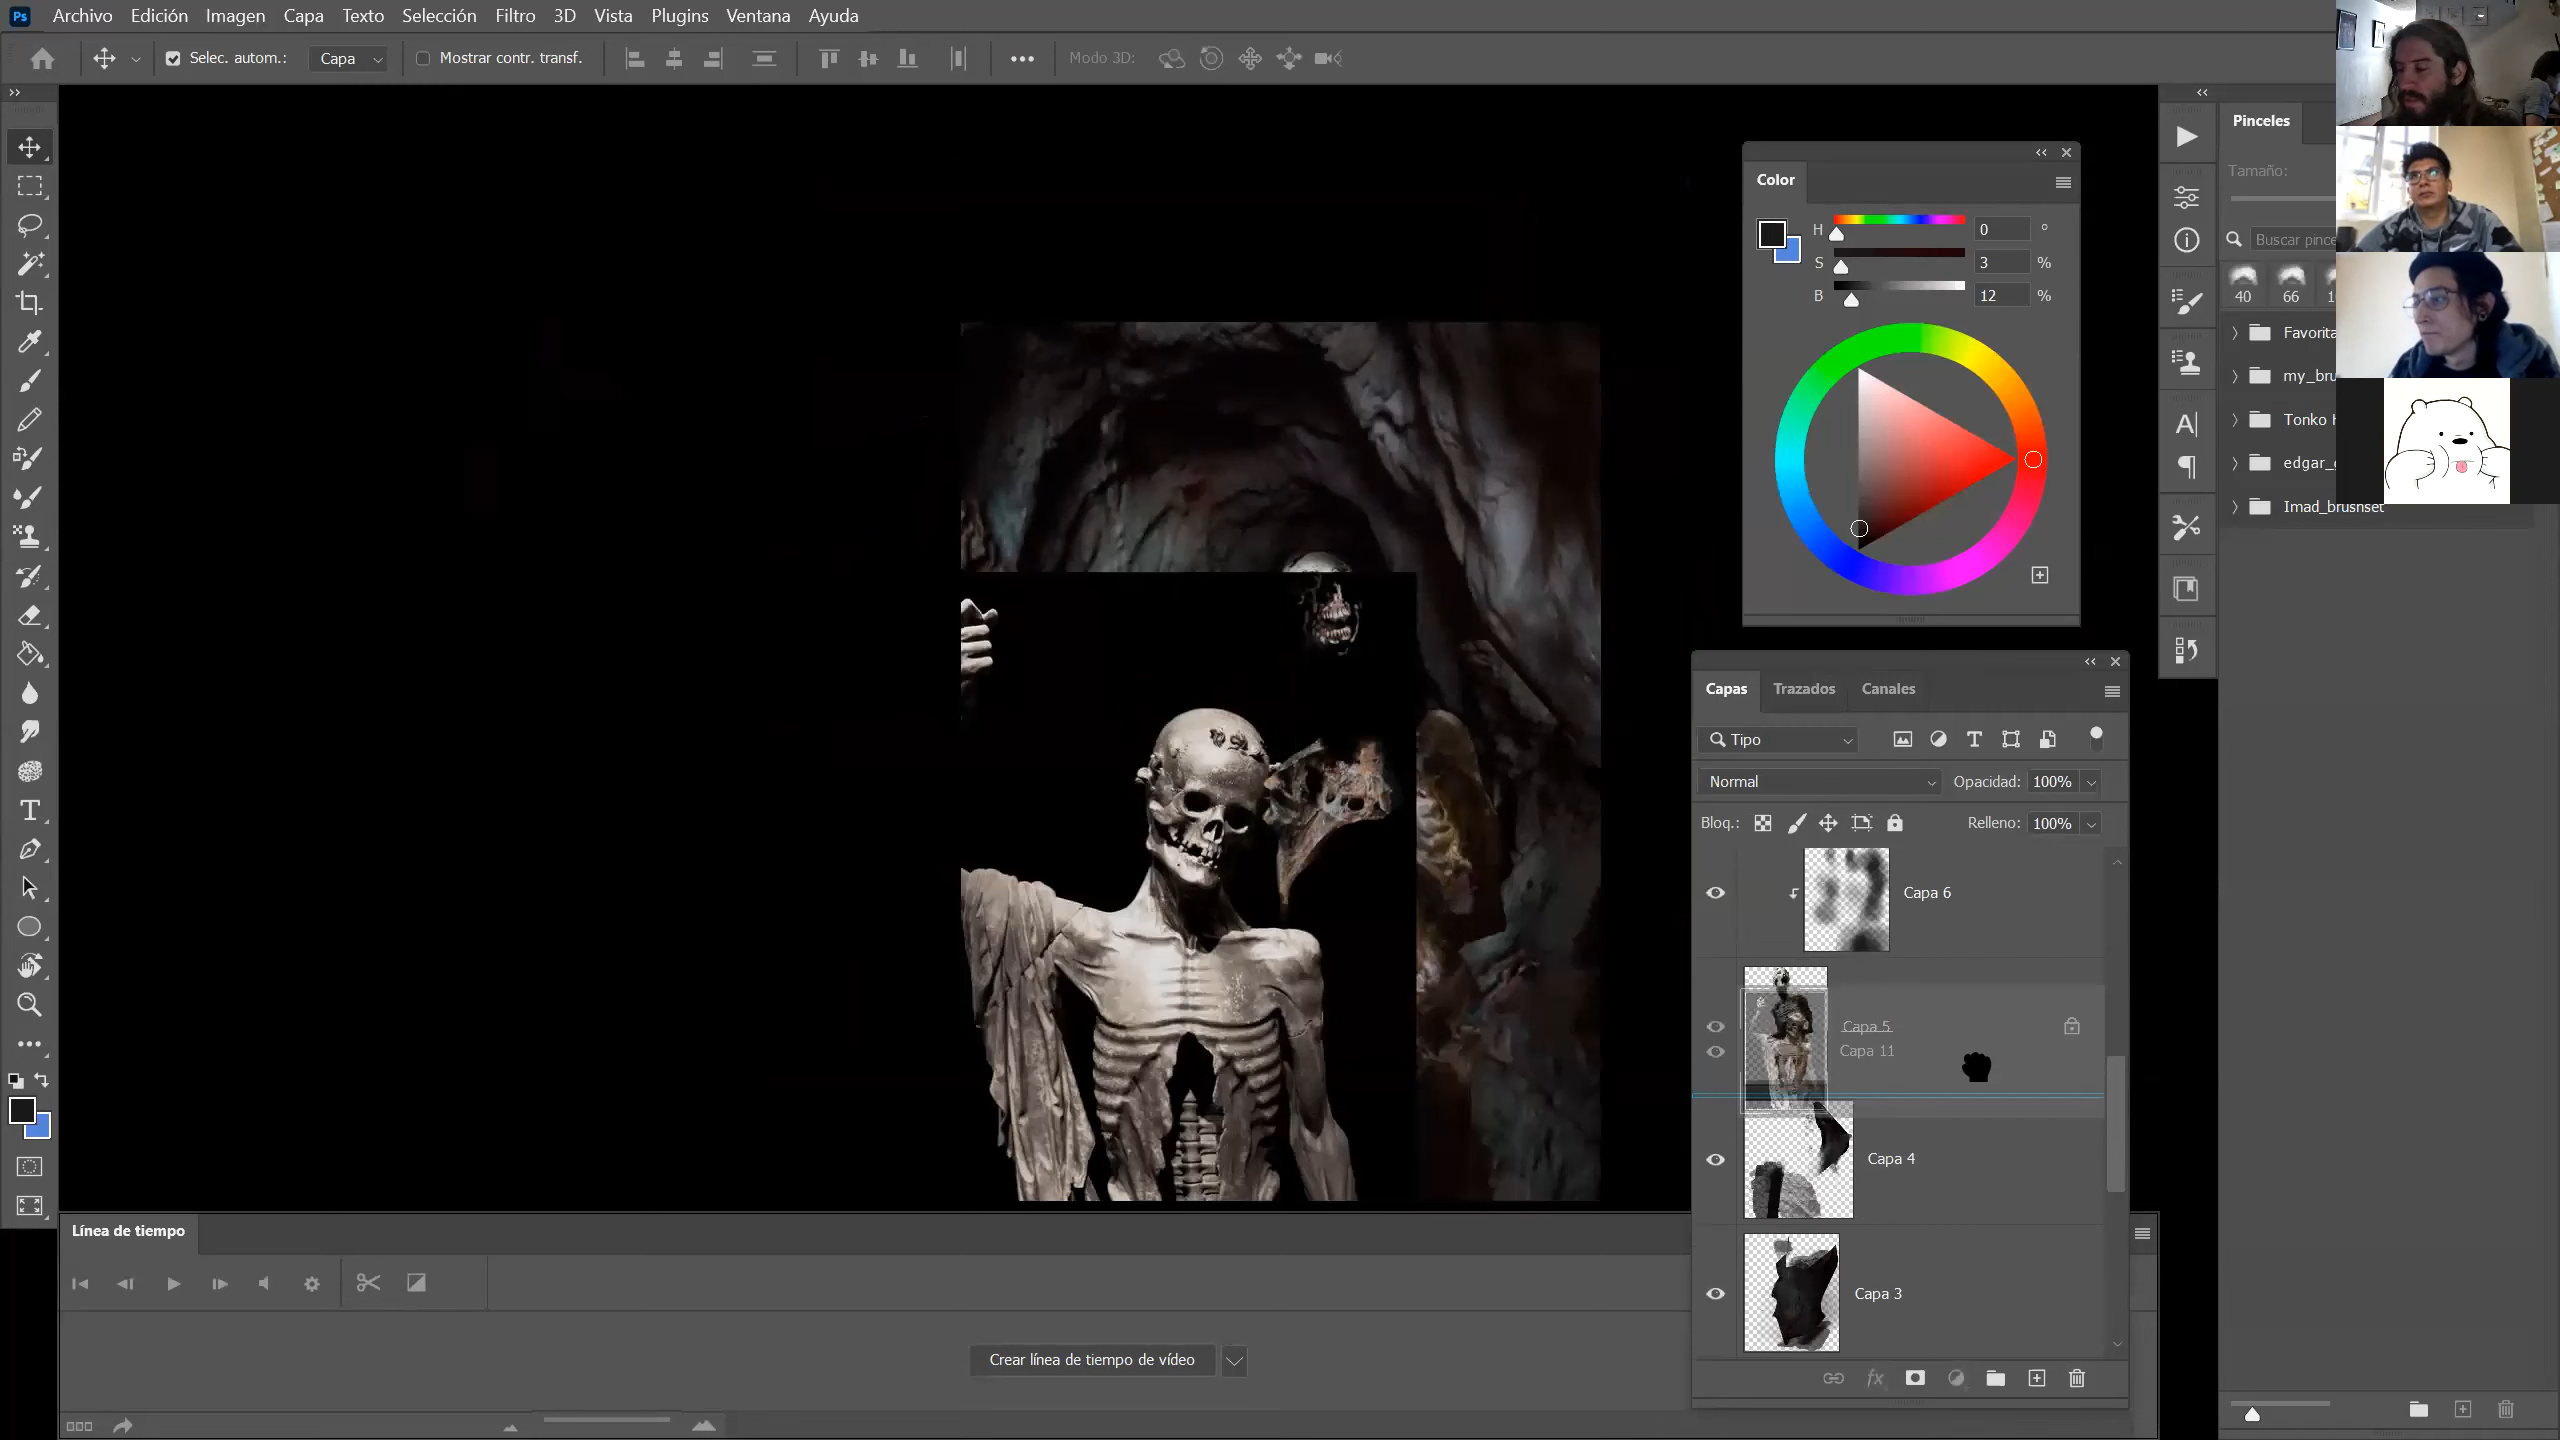 Ps Archivo Edición Imagen Capa Texto Selección Filtro 3D Vista Plugins Ventana Ayuda
Selec. autom.: Capa Mostrar contr. transf. Modo 3D:
Color
H 0 °
S 3 %
B 12 %
Pinceles
Tamaño:
Buscar pince
40 66
Favorita
my_bru
Tonko
edgar_
Imad_brusnset
Capas Trazados Canales
Tipo
Normal Opacidad: 100%
Bloq.: Relleno: 100%
Capa 6
Capa 5
Capa 11
Capa 4
Capa 3
Línea de tiempo
Crear línea de tiempo de vídeo